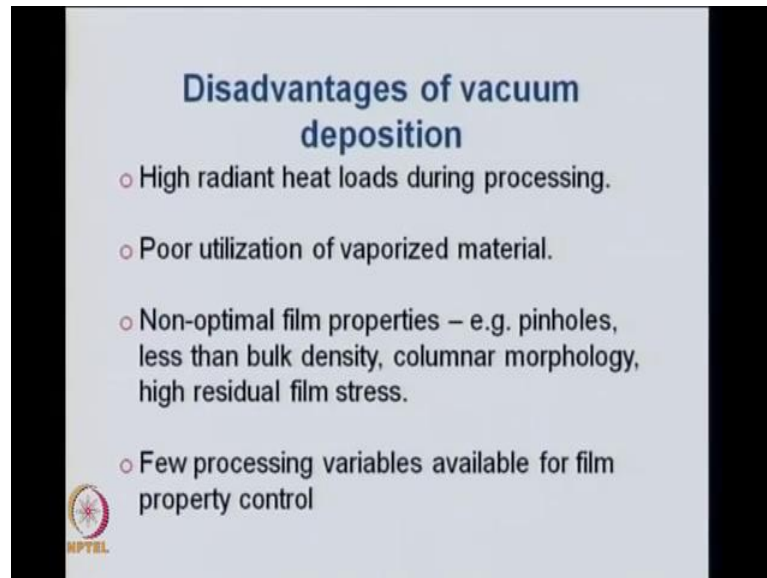 Disadvantages of vacuum
deposition
High radiant heat loads during processing.
Poor utilization of vaporized material.
Non-optimal film properties – e.g. pinholes,
less than bulk density, columnar morphology,
high residual film stress.
Few processing variables available for film
property control
NPTEL